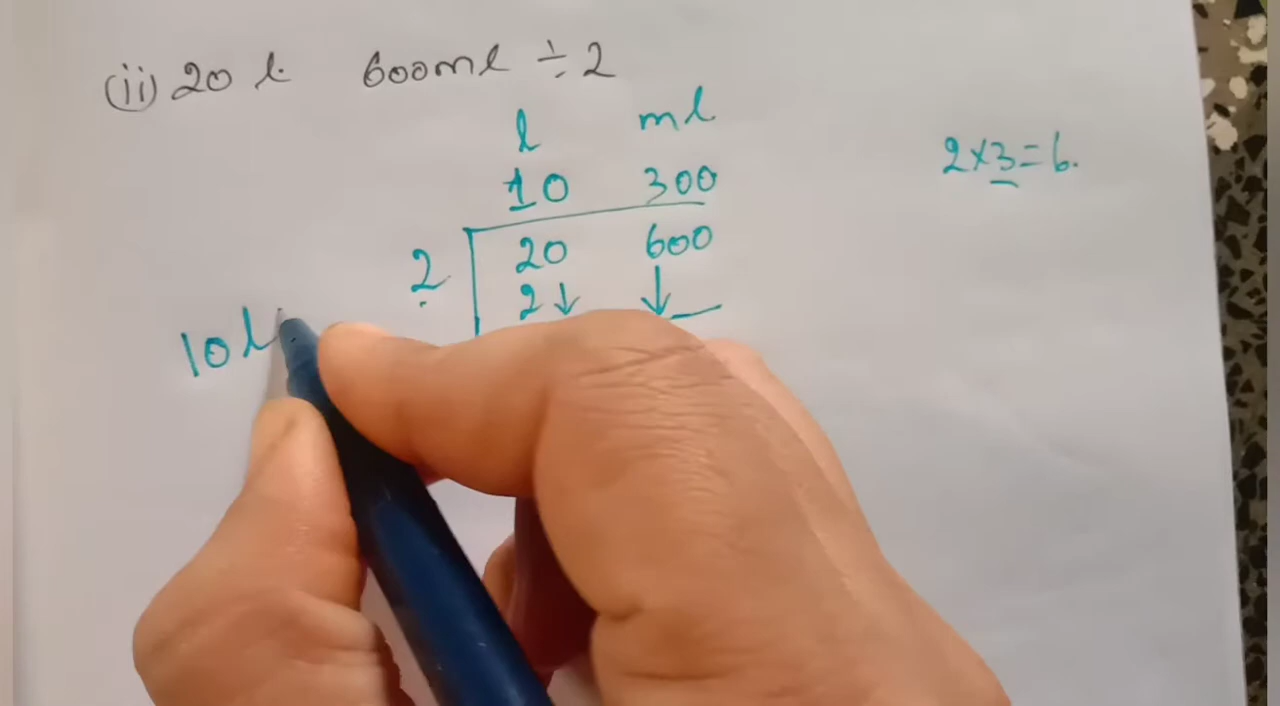 (ii) 20 l 600ml ÷ 2
l ml
10 300
2 20 600
2 ↓ ↓
2×3=6.
10 l